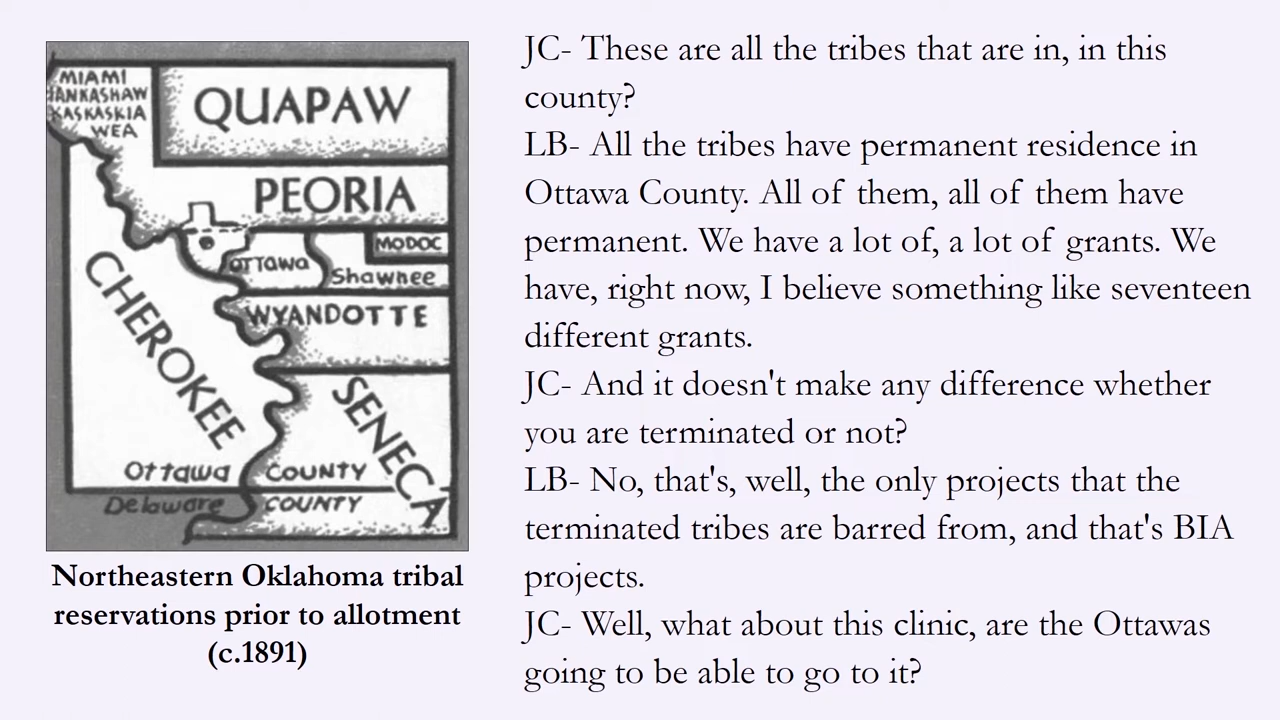 MIAMI
IANKASHAW
KASKASKIA
WEA
QUAPAW
PEORIA
OTTAWA
MODOC
Shawnee
WYANDOTTE
CHEROKEE
SENECA
Ottawa COUNTY
Delaware COUNTY
Northeastern Oklahoma tribal
reservations prior to allotment
(c.1891)
JC- These are all the tribes that are in, in this
county?
LB- All the tribes have permanent residence in
Ottawa County. All of them, all of them have
permanent. We have a lot of, a lot of grants. We
have, right now, I believe something like seventeen
different grants.
JC- And it doesn't make any difference whether
you are terminated or not?
LB- No, that's, well, the only projects that the
terminated tribes are barred from, and that's BIA
projects.
JC- Well, what about this clinic, are the Ottawas
going to be able to go to it?